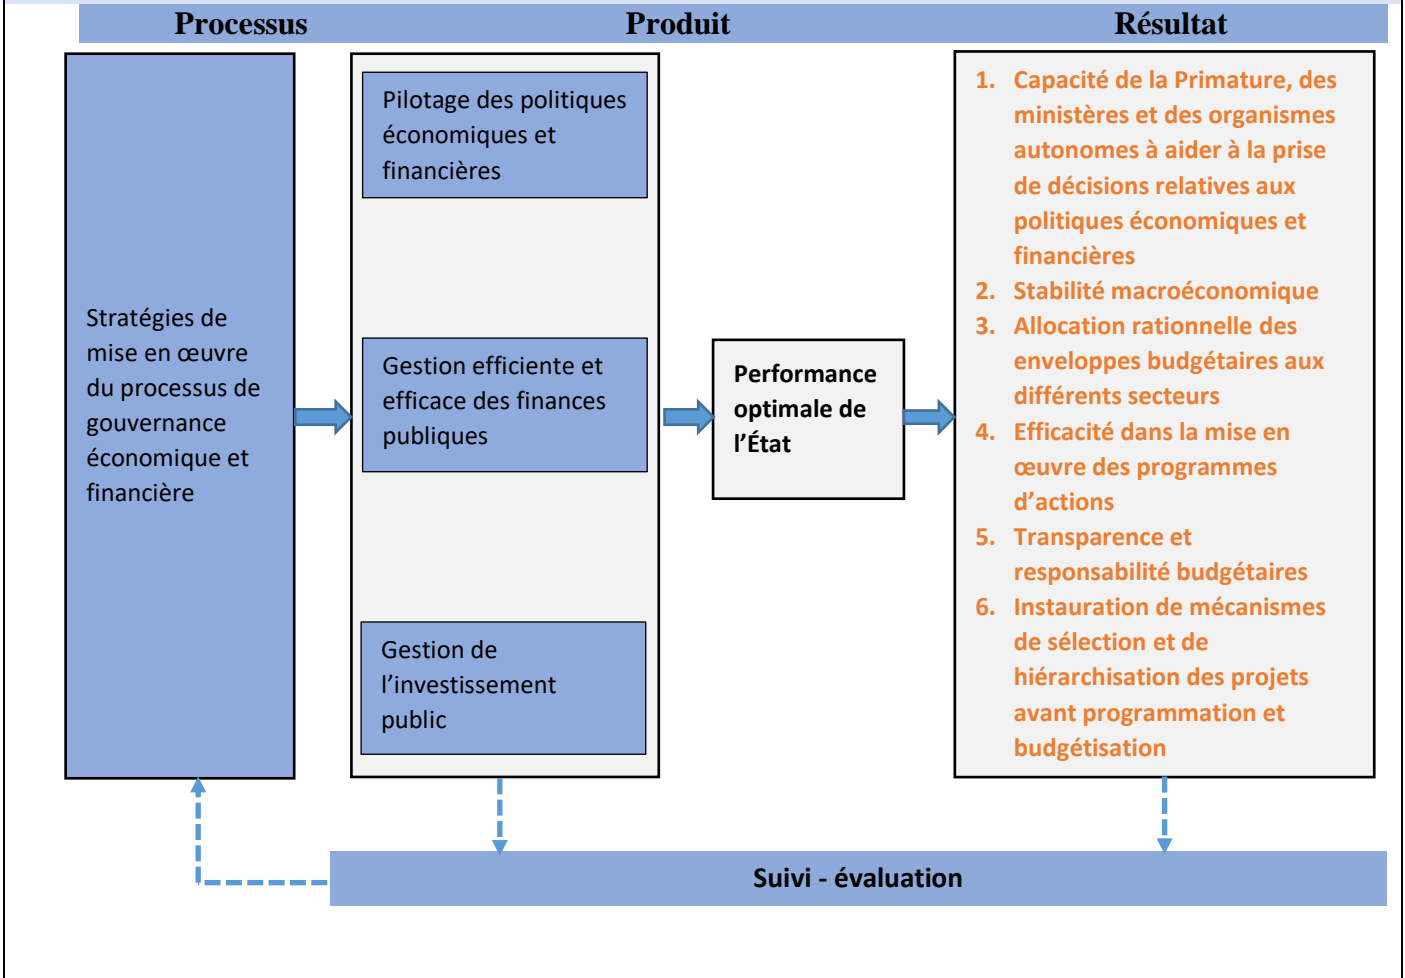 Processus Produit Résultat
Stratégies de
mise en œuvre
du processus de
gouvernance
économique et
financière
Pilotage des politiques
économiques et
financières
Gestion efficiente et
efficace des finances
publiques
Gestion de
l’investissement
public
Performance
optimale de
l’État
1. Capacité de la Primature, des
ministères et des organismes
autonomes à aider à la prise
de décisions relatives aux
politiques économiques et
financières
2. Stabilité macroéconomique
3. Allocation rationnelle des
enveloppes budgétaires aux
différents secteurs
4. Efficacité dans la mise en
œuvre des programmes
d’actions
5. Transparence et
responsabilité budgétaires
6. Instauration de mécanismes
de sélection et de
hiérarchisation des projets
avant programmation et
budgétisation
Suivi - évaluation